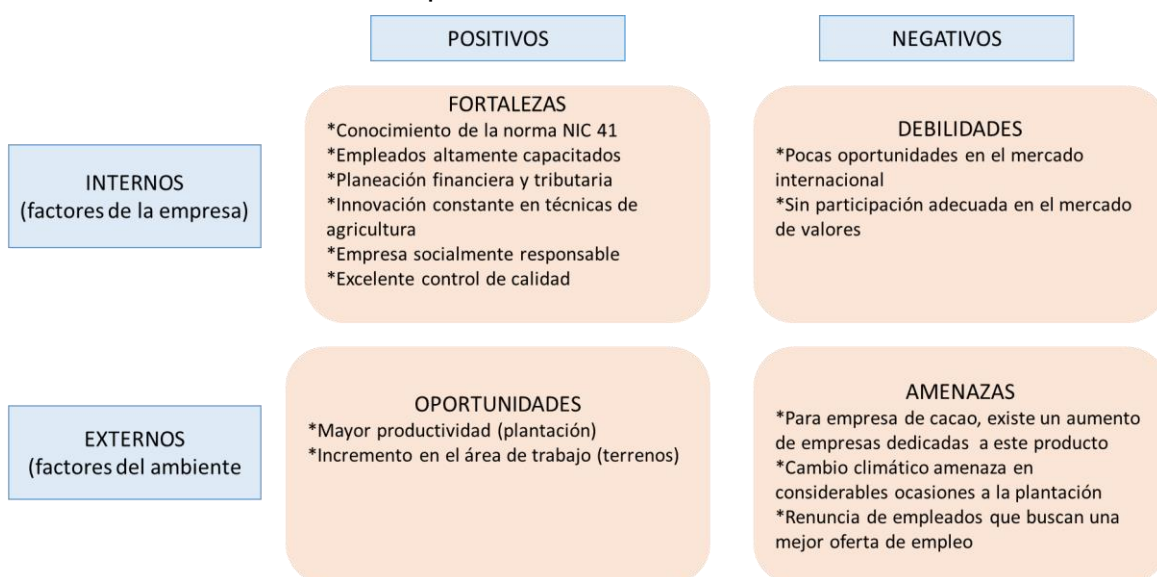 POSITIVOS
NEGATIVOS
INTERNOS
(factores de la empresa)
FORTALEZAS
*Conocimiento de la norma NIC 41
*Empleados altamente capacitados
*Planeación financiera y tributaria
*Innovación constante en técnicas de
agricultura
*Empresa socialmente responsable
*Excelente control de calidad
DEBILIDADES
*Pocas oportunidades en el mercado
internacional
*Sin participación adecuada en el mercado
de valores
EXTERNOS
(factores del ambiente
OPORTUNIDADES
*Mayor productividad (plantación)
*Incremento en el área de trabajo (terrenos)
AMENAZAS
*Para empresa de cacao, existe un aumento
de empresas dedicadas a este producto
*Cambio climático amenaza en
considerables ocasiones a la plantación
*Renuncia de empleados que buscan una
mejor oferta de empleo